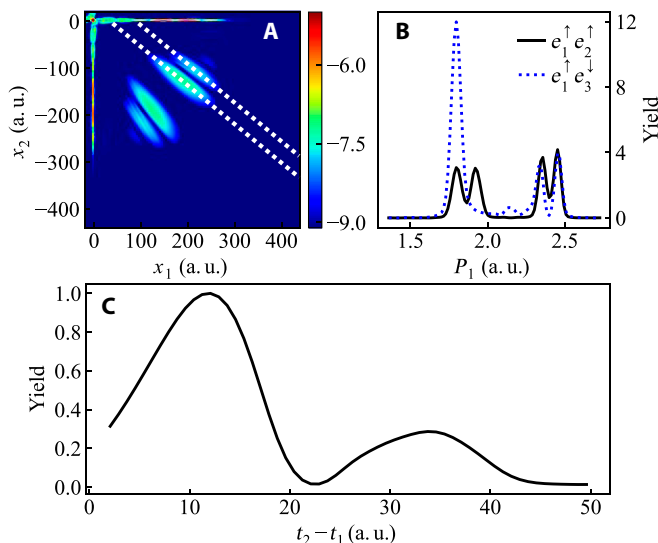 A
0
−100
−200
−300
−400
x₂ (a. u.)
0 100 200 300 400
x₁ (a. u.)
−6.0
−7.5
−9.0
B
e₁↑e₂↑
e₁↑e₃↓
12
8
4
0
Yield
1.5 2.0 2.5
P₁ (a. u.)
C
1.0
0.8
0.6
0.4
0.2
0.0
Yield
0 10 20 30 40 50
t₂−t₁ (a. u.)